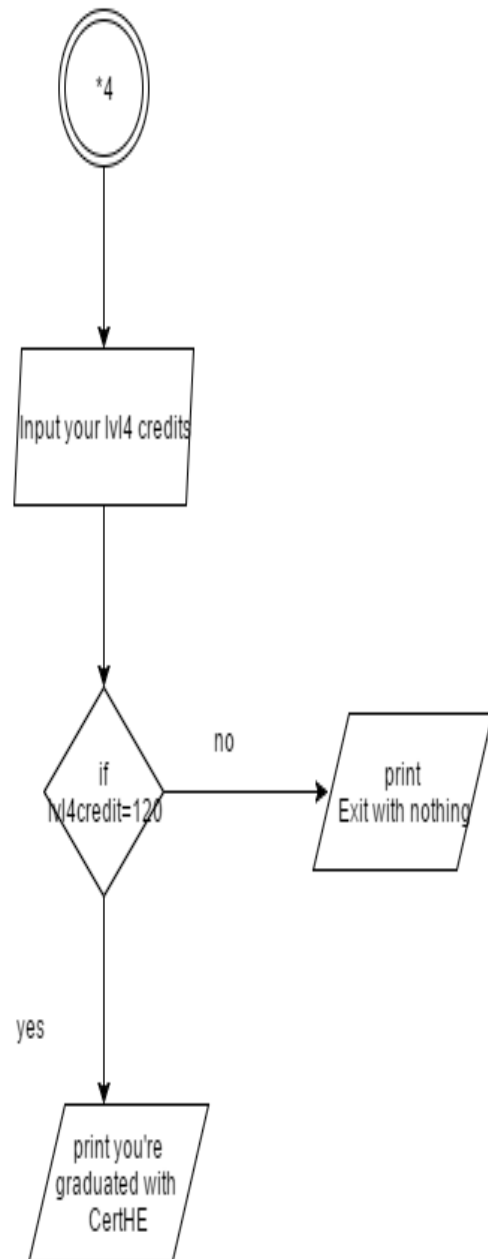 *4
Input your lvl4 credits
if
lvl4credit=120
no
print
Exit with nothing
yes
print you're
graduated with
CertHE